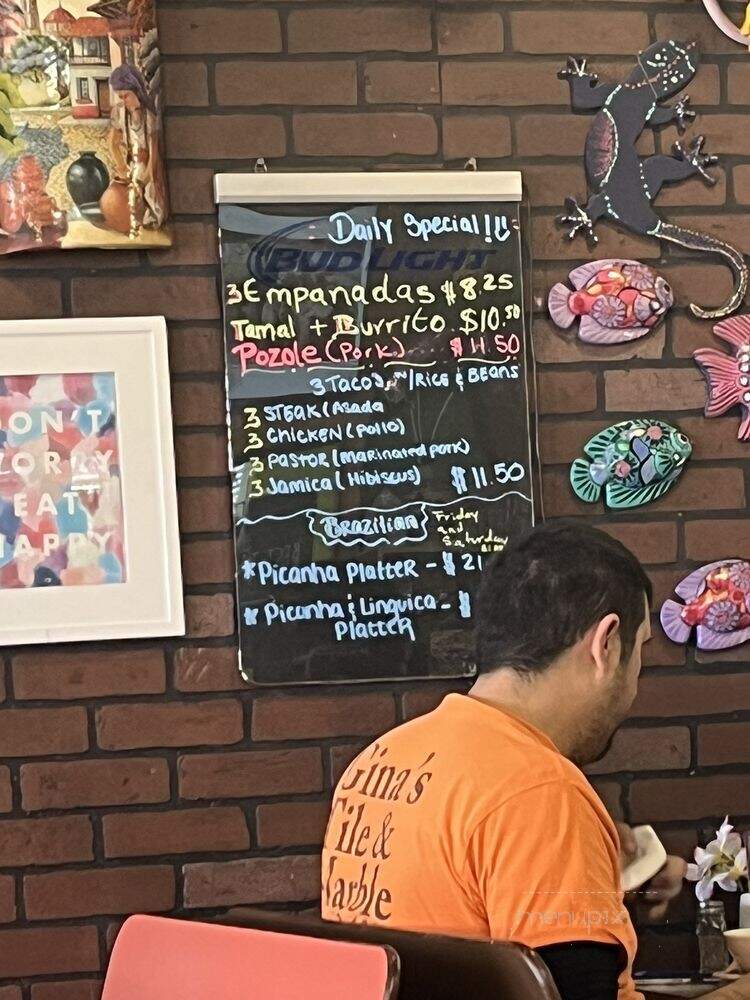 Daily Special!!
BUD LIGHT
3 Empanadas $8.25
Tamal + Burrito $10.50
Pozole (Pork) $11.50
3 Tacos, w/Rice & Beans
3 STEAK (Asada
3 Chicken (Pollo)
3 Pastor (Marinated pork)
3 Jamica (Hibiscus) $11.50
Brazilian Friday
and
Saturday
*Picanha Platter - $21
* Picanha & Linguica - $
Platter
DON'T
WORRY
EAT
HAPPY
Gina's
Tile &
Marble
menupix